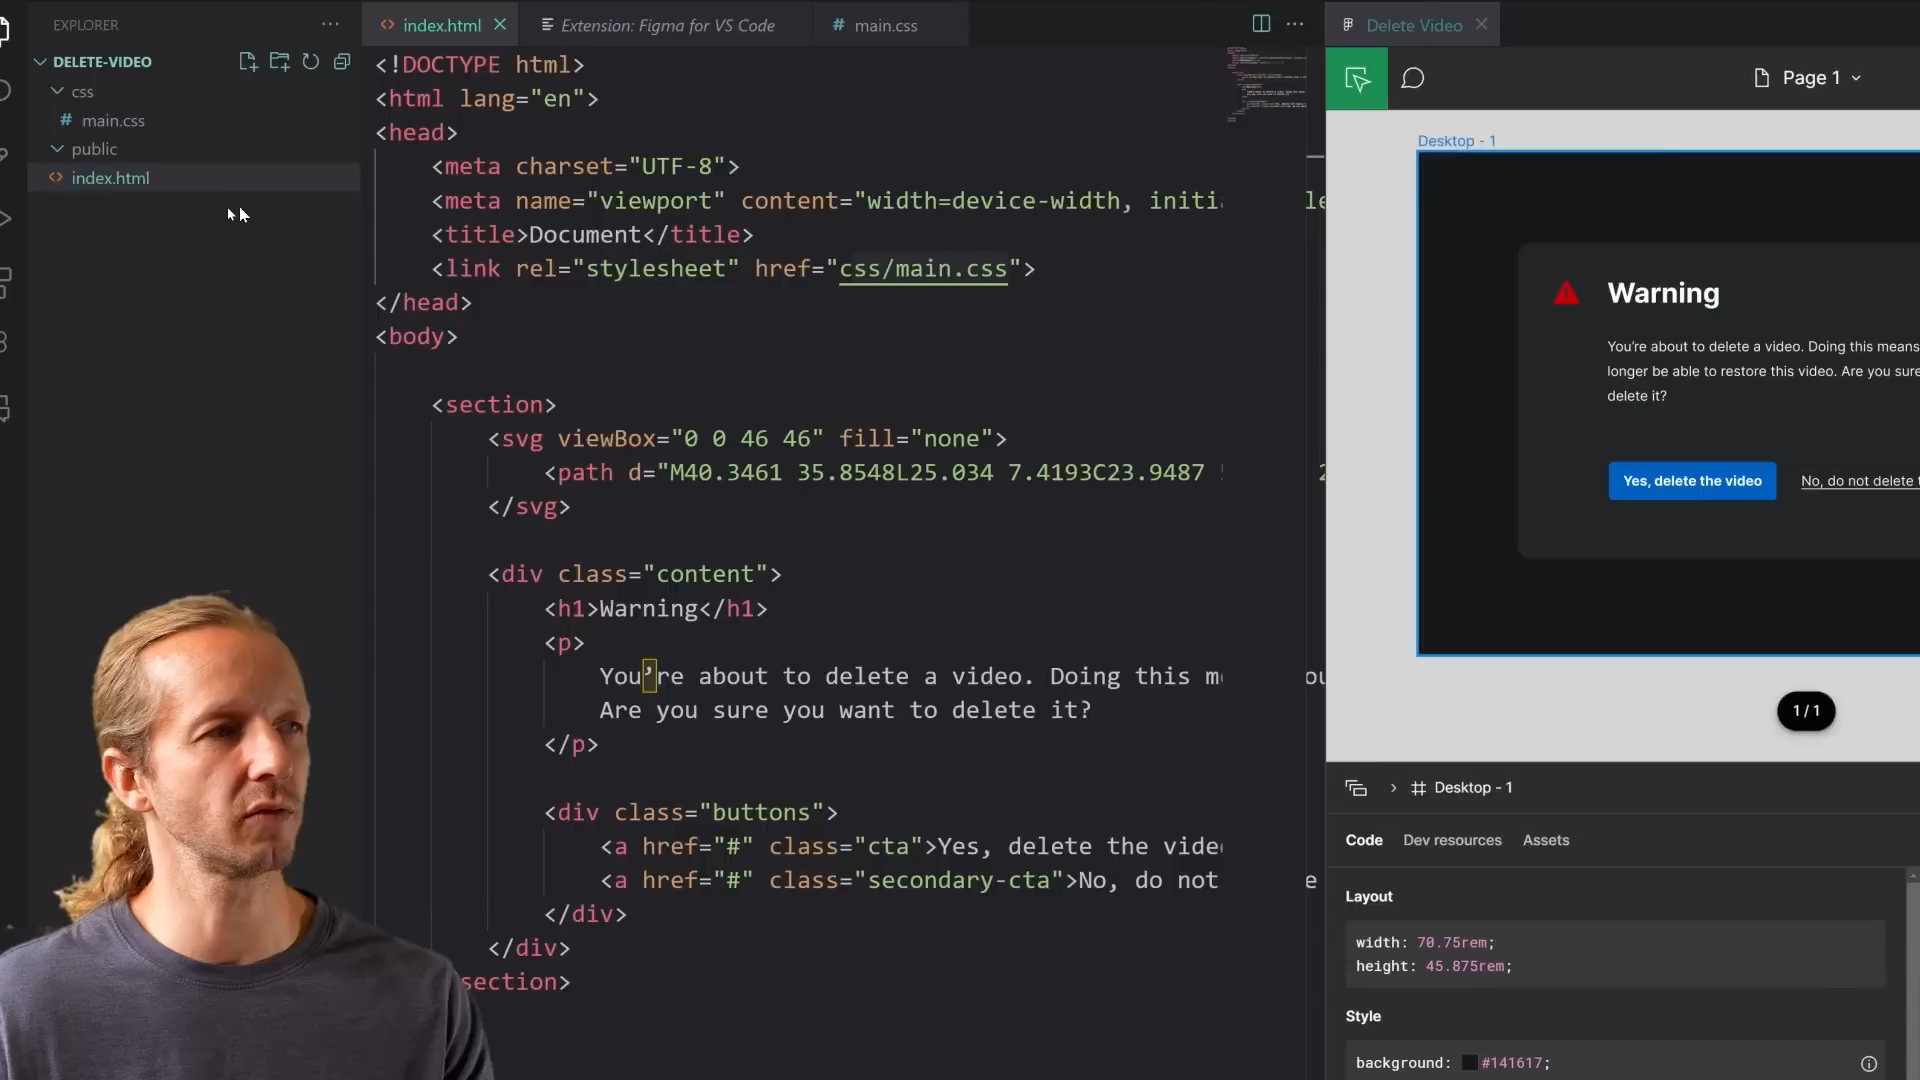 EXPLORER
DELETE-VIDEO
css
# main.css
public
<> index.html
<> index.html
Extension: Figma for VS Code
# main.css
<!DOCTYPE html>
<html lang="en">
<head>
<meta charset="UTF-8">
<meta name="viewport" content="width=device-width,
<title>Document</title>
<link rel="stylesheet" href="css/main.css">
</head>
<body>
<section>
<svg viewBox="0 0 46 46" fill="none">
<path d="M40.3461 35.8548L25.034 7.4193C23.9487
</svg>
<div class="content">
<h1>Warning</h1>
<p>
You’re about to delete a video. Doing this
Are you sure you want to delete it?
</p>
<div class="buttons">
<a href="#" class="cta">Yes, delete the
<a href="#" class="secondary-cta">No, do not
</div>
</div>
section>
Delete Video
Page 1
Desktop - 1
Warning
You’re about to delete a video. Doing this means
longer be able to restore this video. Are you sure
delete it?
Yes, delete the video
No, do not delete
1 / 1
Desktop - 1
Code Dev resources Assets
Layout
width: 70.75rem;
height: 45.875rem;
Style
background: #141617;